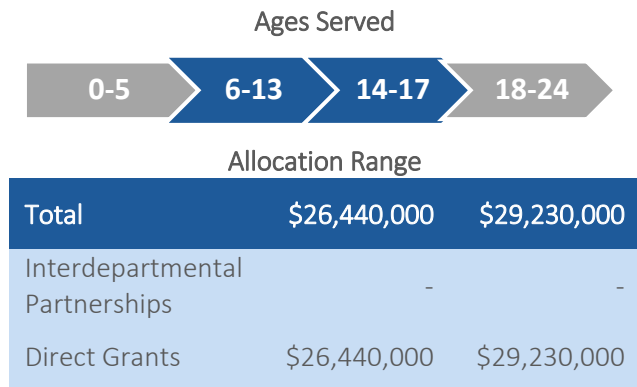 Ages Served
0-5 6-13 14-17 18-24
Allocation Range
Total $26,440,000 $29,230,000
Interdepartmental
Partnerships - -
Direct Grants $26,440,000 $29,230,000